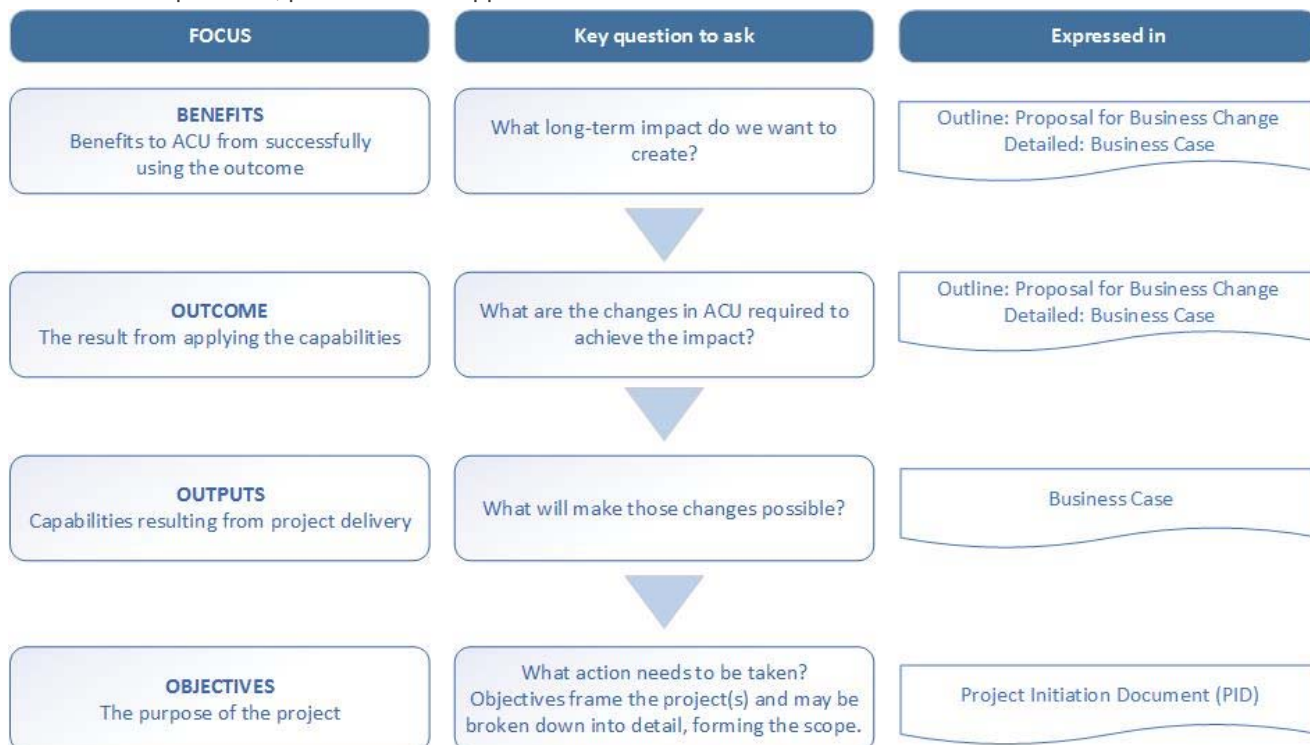 FOCUS
Key question to ask
Expressed in
BENEFITS
Benefits to ACU from successfully
using the outcome
What long-term impact do we want to
create?
Outline: Proposal for Business Change
Detailed: Business Case
OUTCOME
The result from applying the capabilities
What are the changes in ACU required to
achieve the impact?
Outline: Proposal for Business Change
Detailed: Business Case
OUTPUTS
Capabilities resulting from project delivery
What will make those changes possible?
Business Case
OBJECTIVES
The purpose of the project
What action needs to be taken?
Objectives frame the project(s) and may be
broken down into detail, forming the scope.
Project Initiation Document (PID)